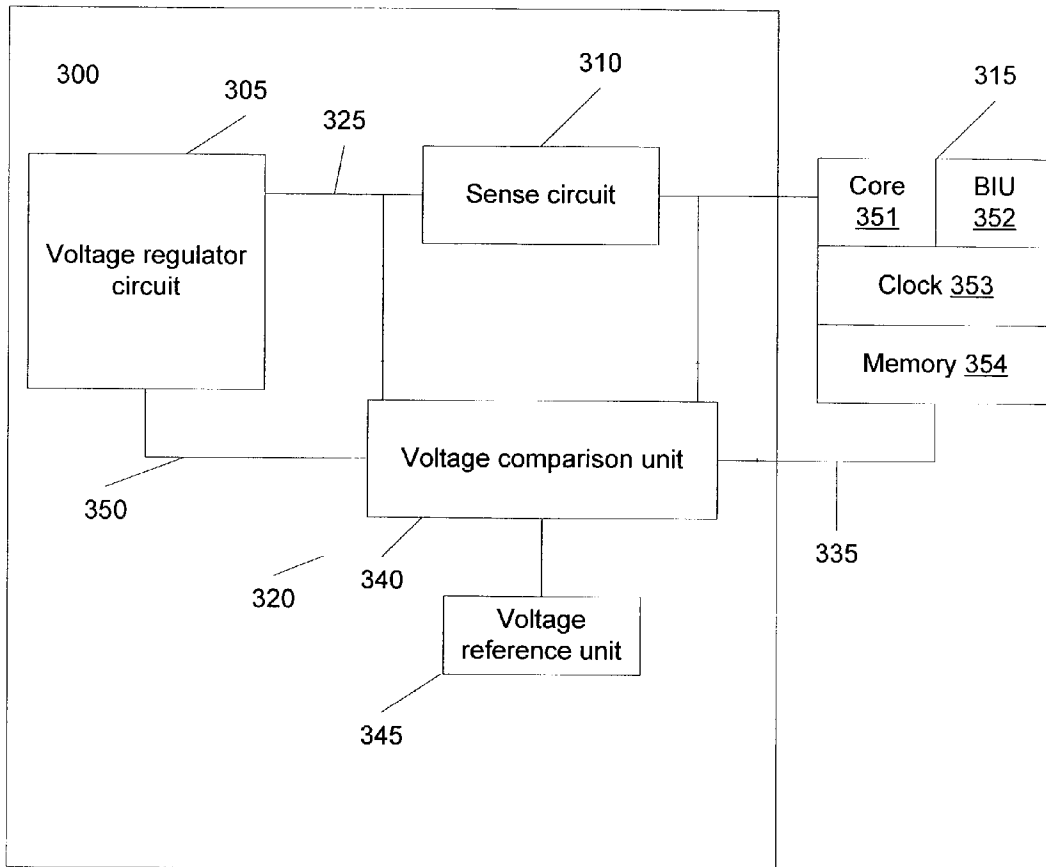 300
305
310
315
325
Voltage regulator
circuit
Sense circuit
Core
351
BIU
352
Clock 353
Memory 354
Voltage comparison unit
350
335
320
340
Voltage
reference unit
345